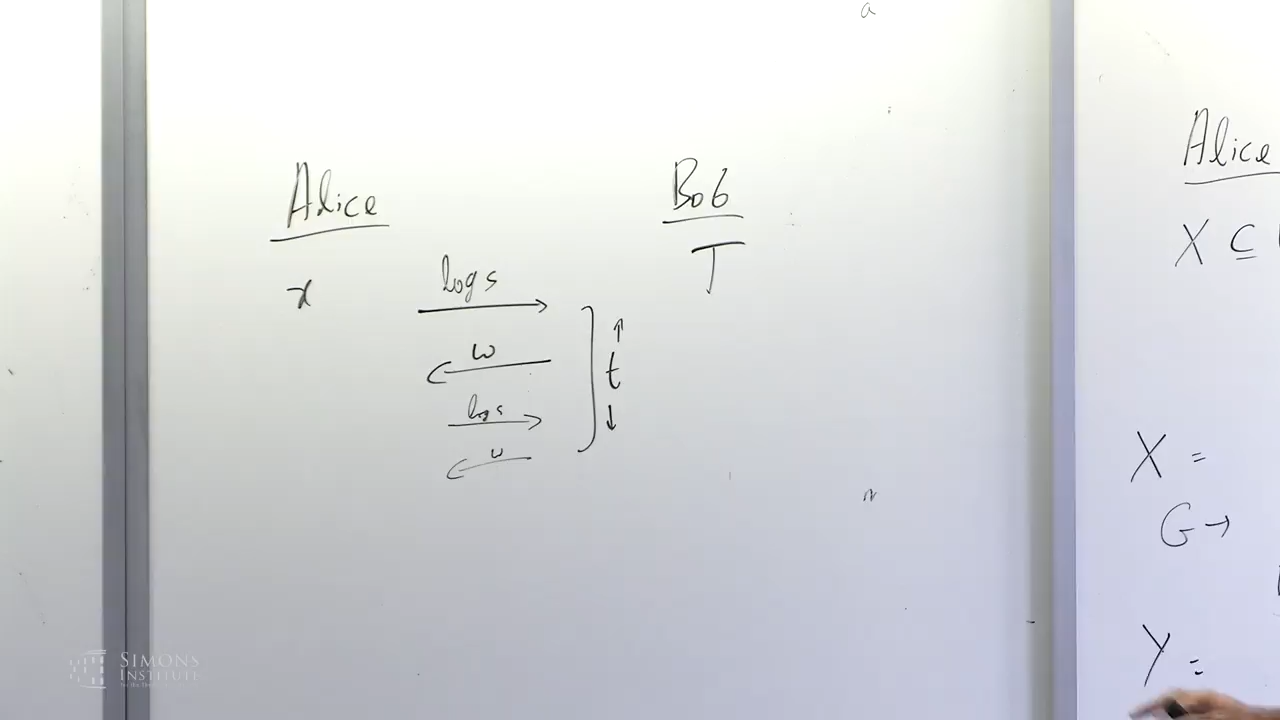 Alice Bob
x T
log s
w
t
log s
w
Alice
X ⊆
X =
G →
Y =
SIMONS
INSTITUTE